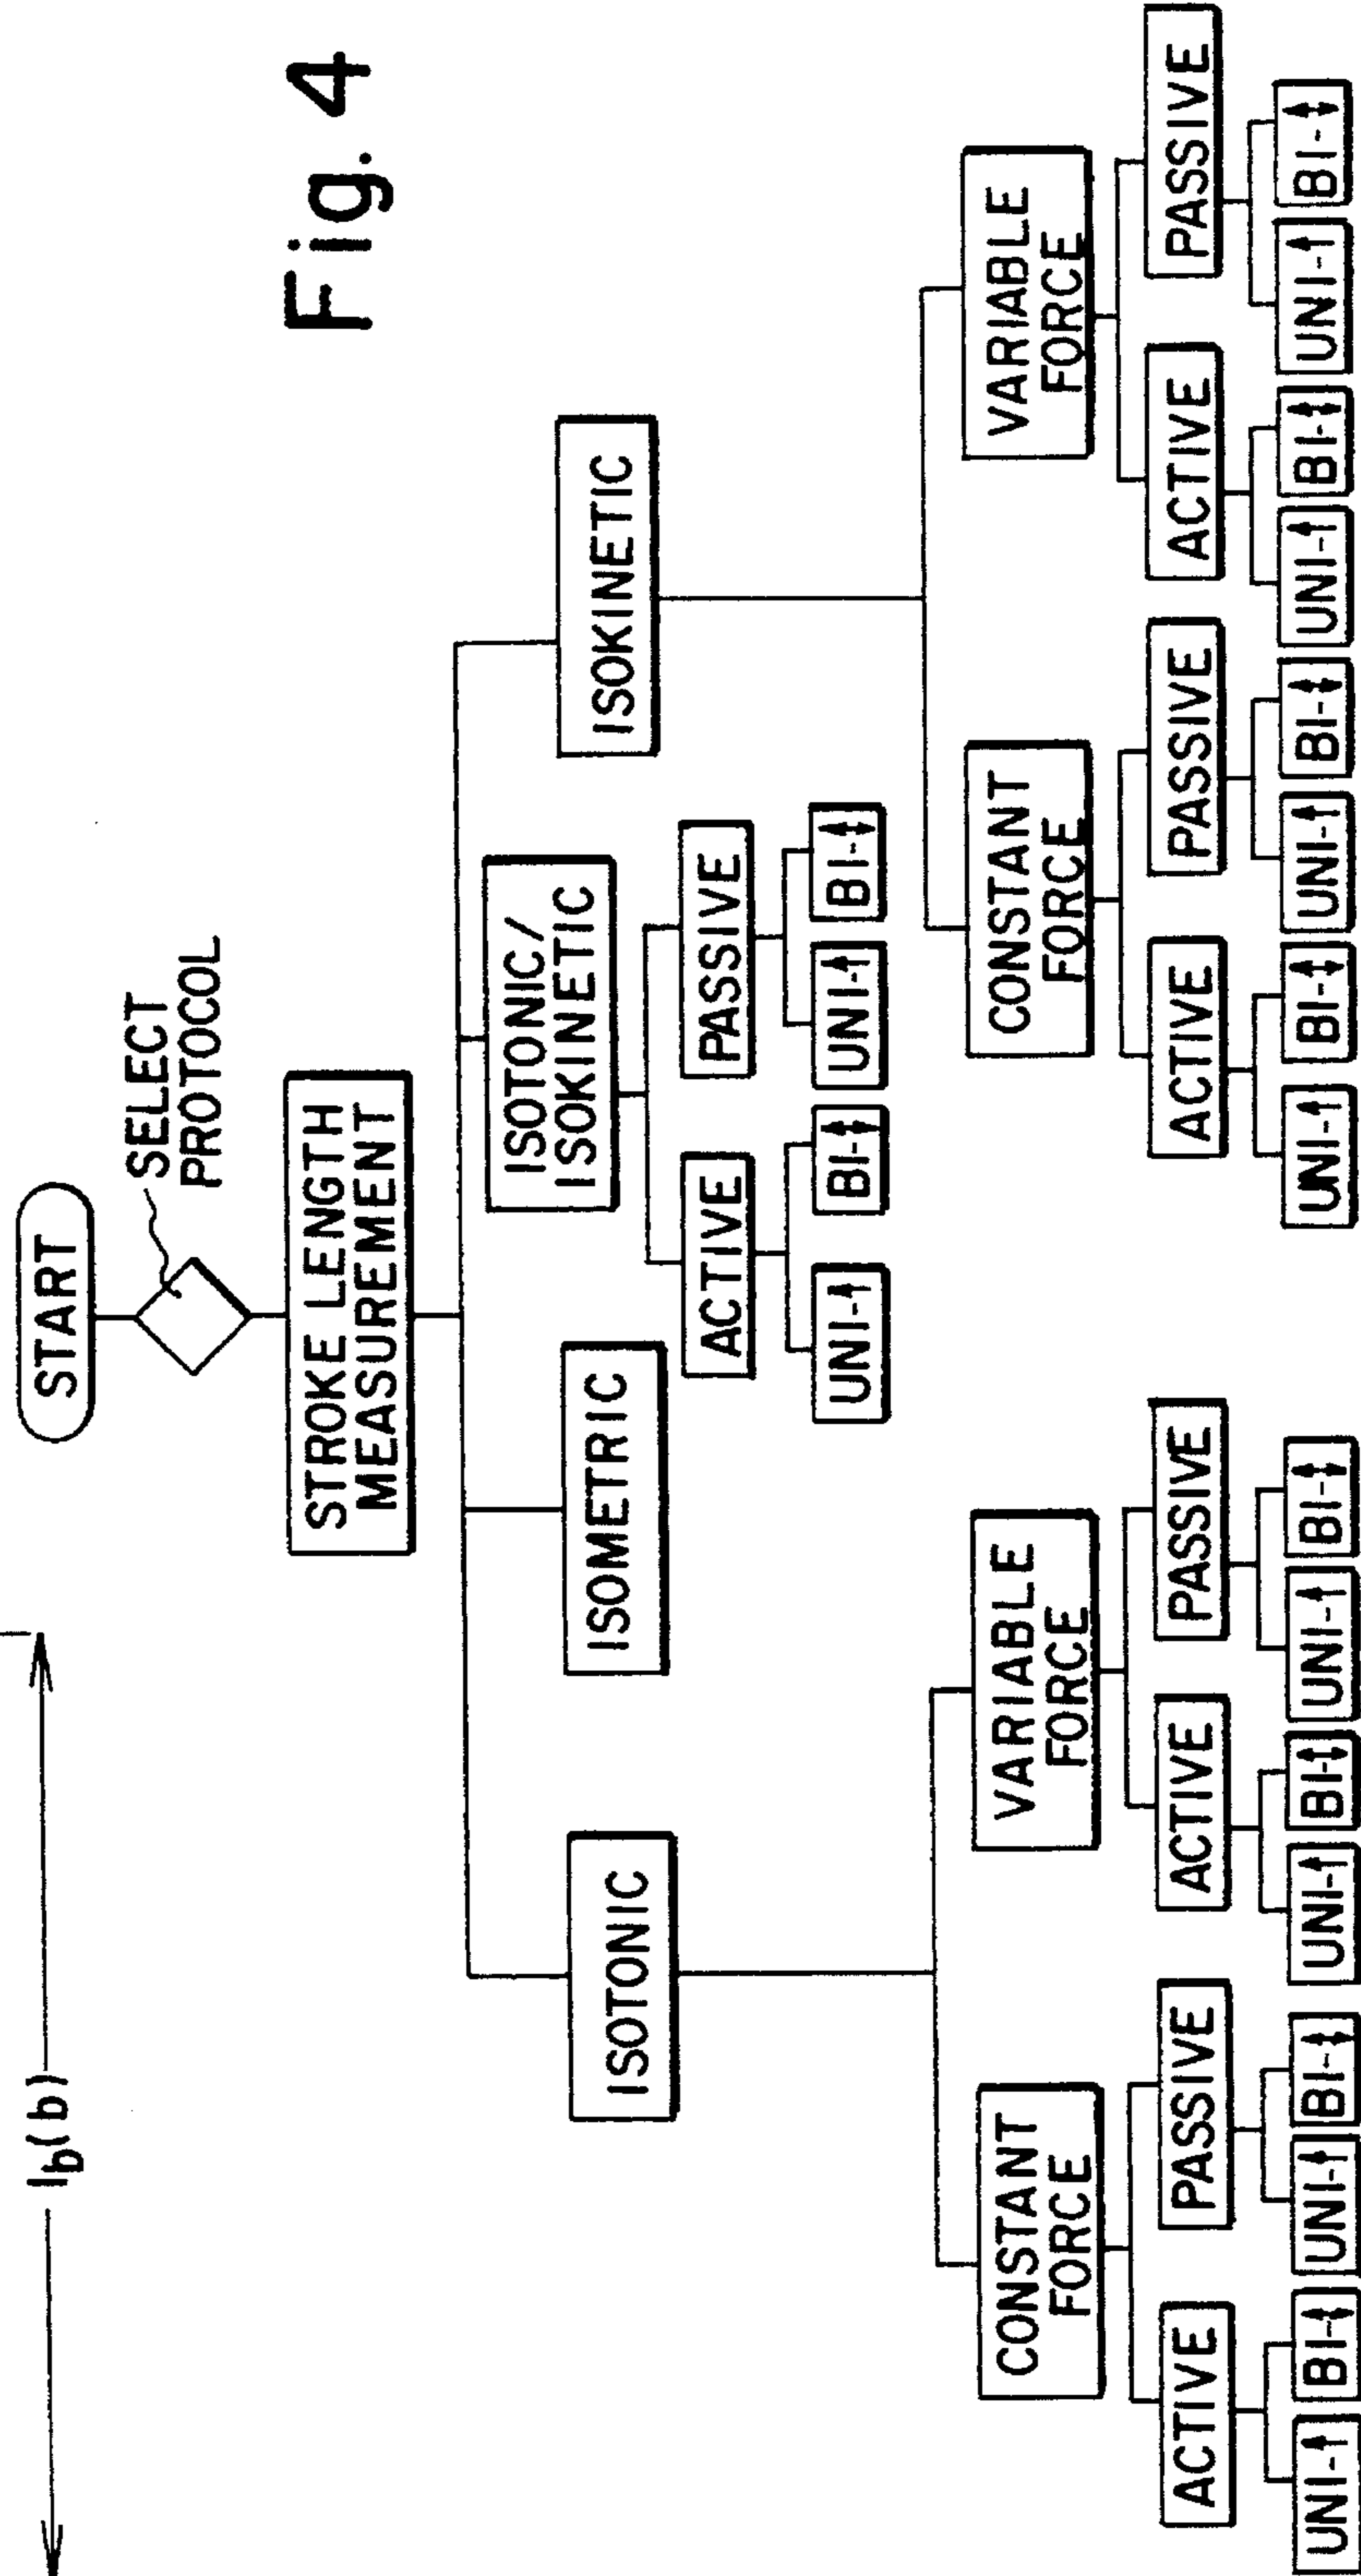 lb(b)
Fig. 4
START
SELECT
PROTOCOL
STROKE LENGTH
MEASUREMENT
ISOTONIC
ISOMETRIC
ISOTONIC/
ISOKINETIC
ISOKINETIC
ACTIVE
PASSIVE
UNI-↑
BI-↕
UNI-↑
BI-↕
CONSTANT
FORCE
VARIABLE
FORCE
CONSTANT
FORCE
VARIABLE
FORCE
ACTIVE
PASSIVE
ACTIVE
PASSIVE
ACTIVE
PASSIVE
ACTIVE
PASSIVE
UNI-↑
BI-↕
UNI-↑
BI-↕
UNI-↑
BI-↕
UNI-↑
BI-↕
UNI-↑
BI-↕
UNI-↑
BI-↕
UNI-↑
BI-↕
UNI-↑
BI-↕